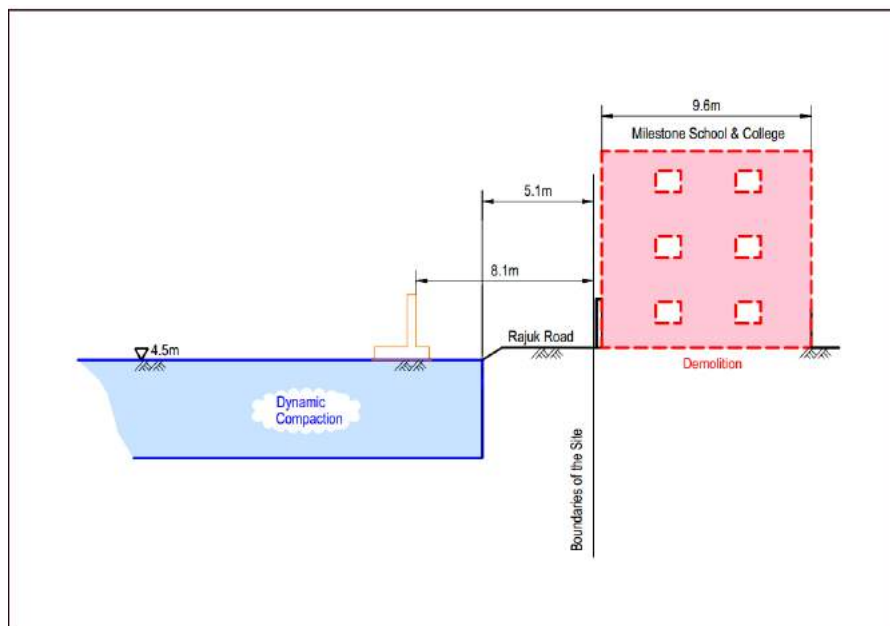 9.6m
Milestone School & College
5.1m
8.1m
Rajuk Road
4.5m
Demolition
Dynamic
Compaction
Boundaries of the Site